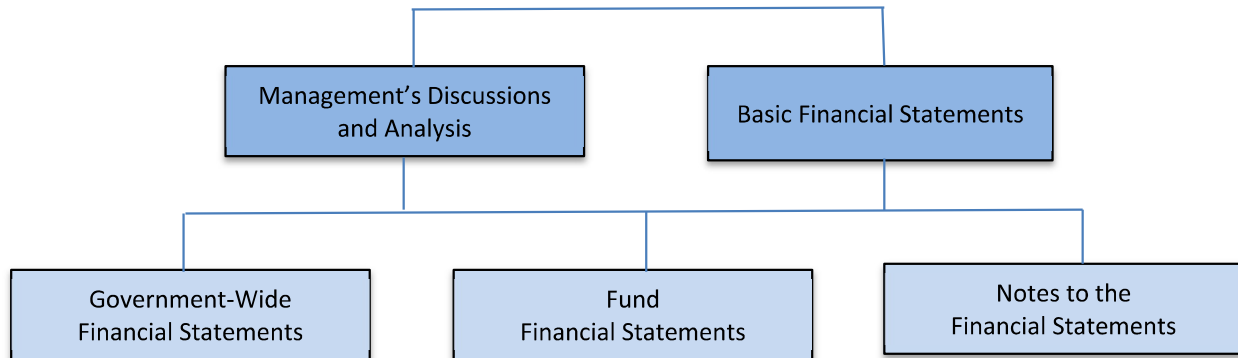 Management’s Discussions
and Analysis
Basic Financial Statements
Government-Wide
Financial Statements
Fund
Financial Statements
Notes to the
Financial Statements